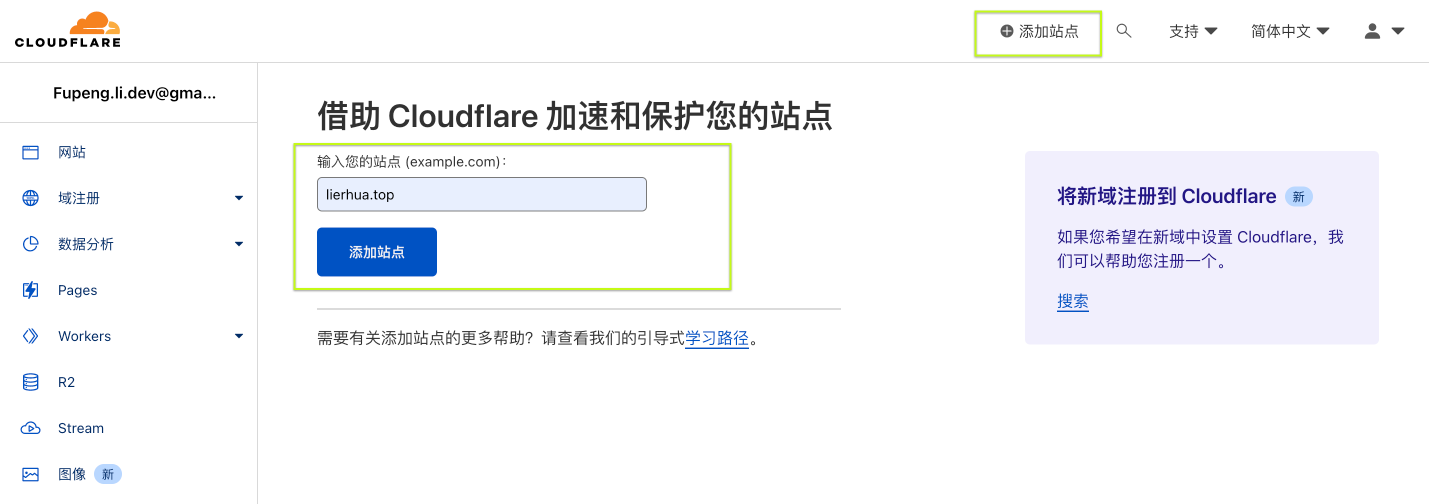 CLOUDFLARE
添加站点
支持
简体中文
Fupeng.li.dev@gma...
网站
域注册
数据分析
Pages
Workers
R2
Stream
图像 新
借助 Cloudflare 加速和保护您的站点
输入您的站点 (example.com)：
lierhua.top
添加站点
需要有关添加站点的更多帮助？请查看我们的引导式学习路径。
将新域注册到 Cloudflare 新
如果您希望在新域中设置 Cloudflare，我
们可以帮助您注册一个。
搜索